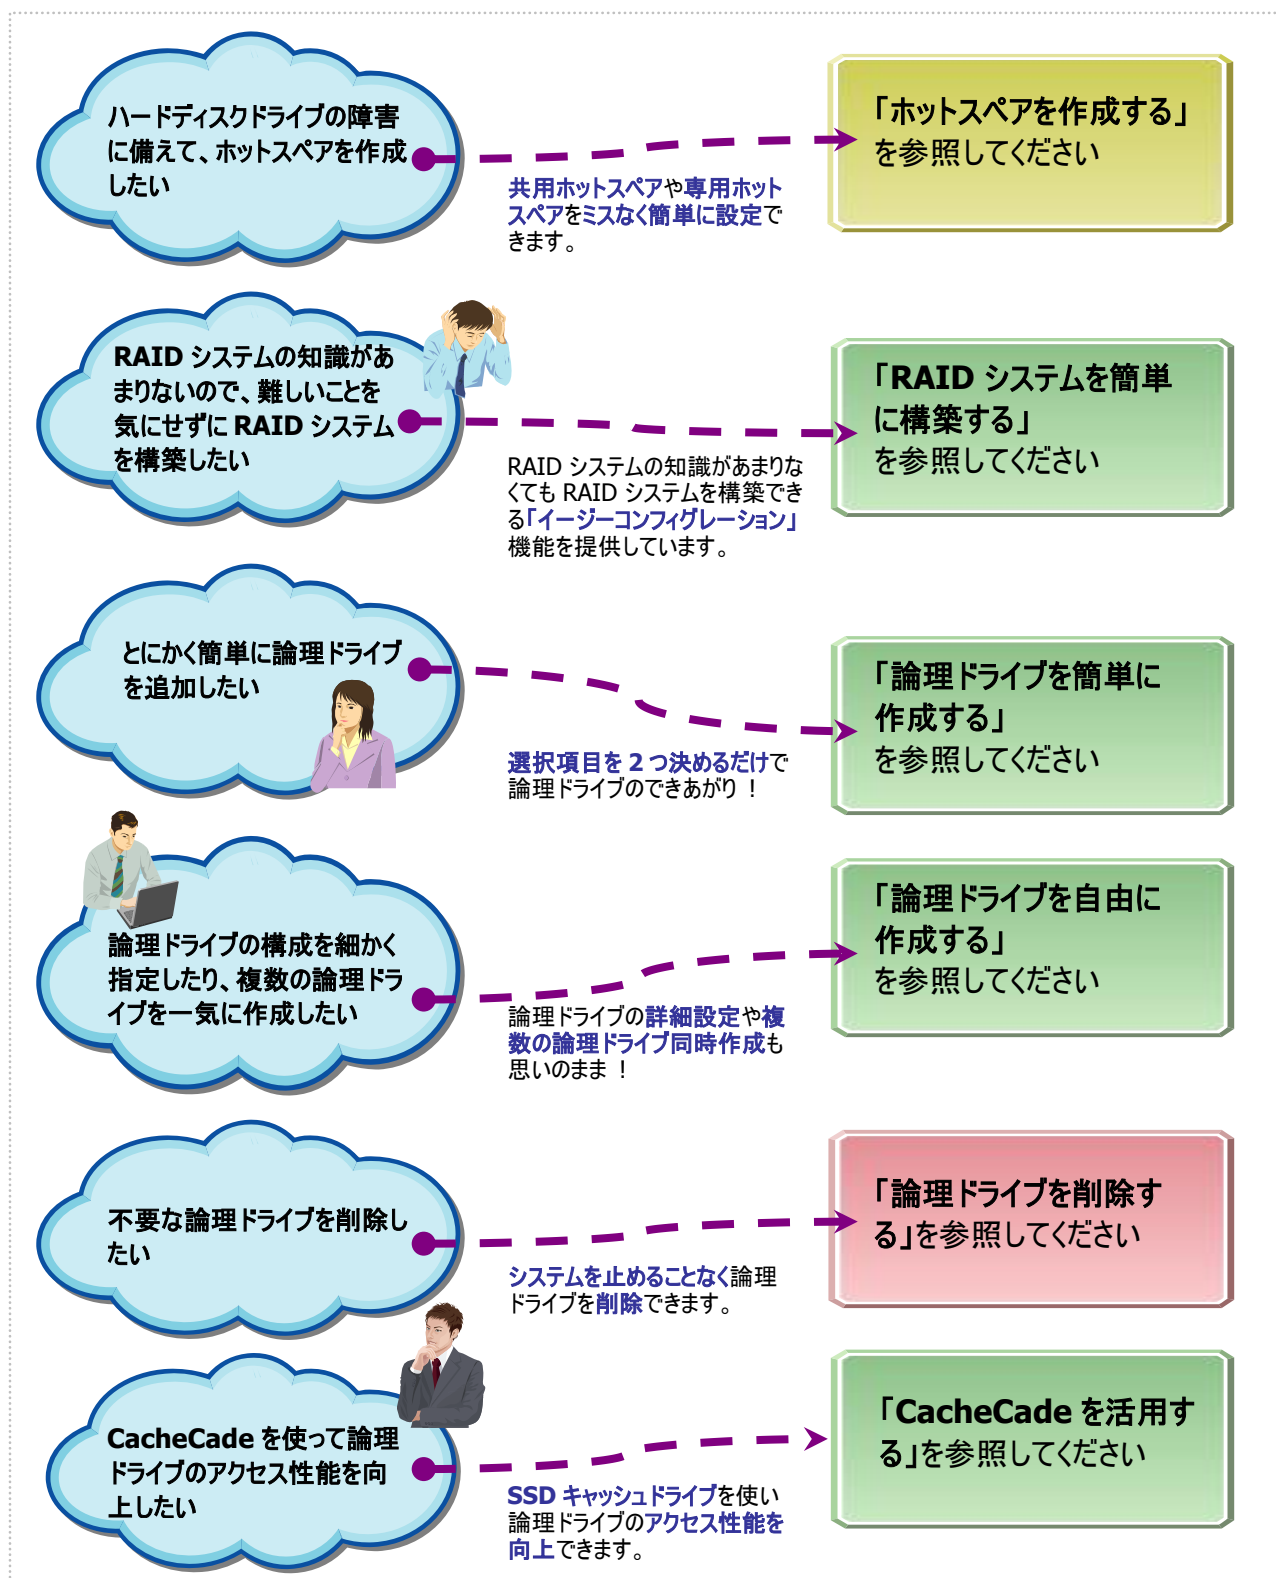 ハードディスクドライブの障害
に備えて、ホットスペアを作成
したい
共用ホットスペアや専用ホット
スペアをミスなく簡単に設定で
きます。
「ホットスペアを作成する」
を参照してください
RAID システムの知識があ
まりないので、難しいことを
気にせずに RAID システム
を構築したい
RAID システムの知識があまりな
くても RAID システムを構築でき
る「イージーコンフィグレーション」
機能を提供しています。
「RAID システムを簡単
に構築する」
を参照してください
とにかく簡単に論理ドライブ
を追加したい
選択項目を 2 つ決めるだけで
論理ドライブのできあがり！
「論理ドライブを簡単に
作成する」
を参照してください
論理ドライブの構成を細かく
指定したり、複数の論理ドラ
イブを一気に作成したい
論理ドライブの詳細設定や複
数の論理ドライブ同時作成も
思いのまま！
「論理ドライブを自由に
作成する」
を参照してください
不要な論理ドライブを削除し
たい
システムを止めることなく論理
ドライブを削除できます。
「論理ドライブを削除す
る」を参照してください
CacheCade を使って論理
ドライブのアクセス性能を向
上したい
SSD キャッシュドライブを使い
論理ドライブのアクセス性能を
向上できます。
「CacheCade を活用す
る」を参照してください